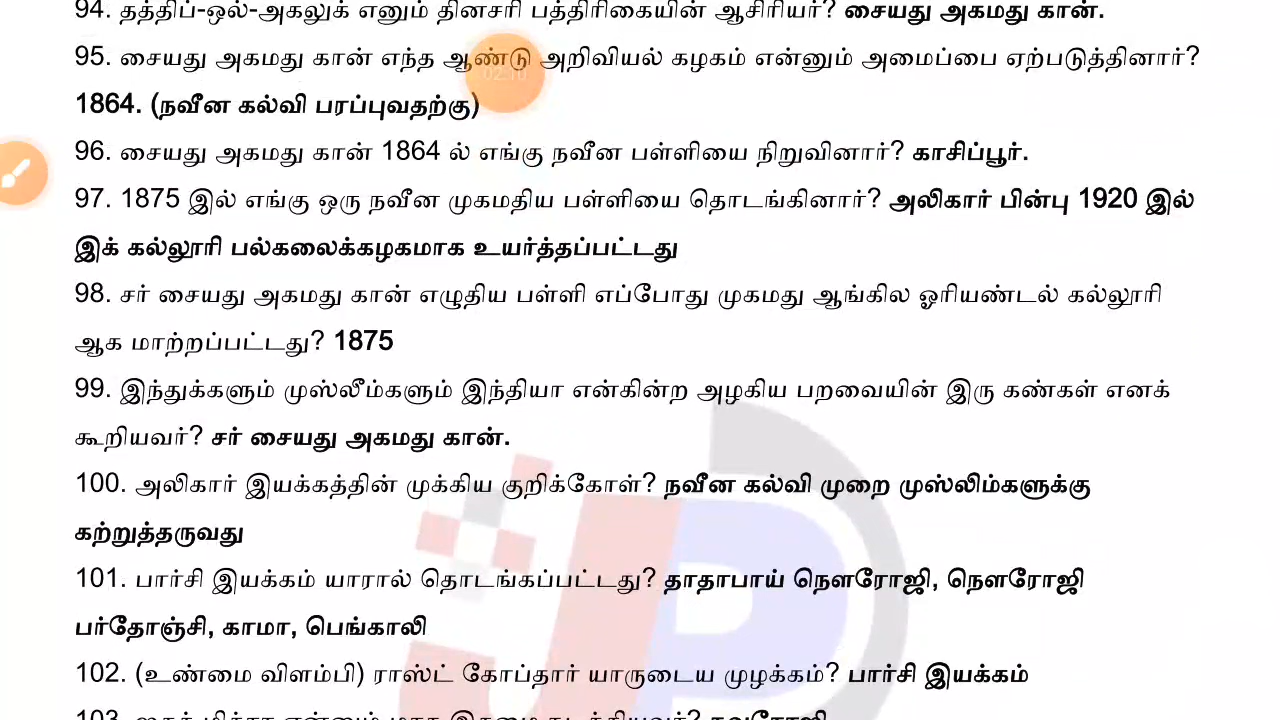 94. தத்திப்-ஒல்-அகலுக் எனும் தினசரி பத்திரிகையின் ஆசிரியர்? சையது அகமது கான்.
95. சையது அகமது கான் எந்த ஆண்டு அறிவியல் கழகம் என்னும் அமைப்பை ஏற்படுத்தினார்?
1864. (நவீன கல்வி பரப்புவதற்கு)
96. சையது அகமது கான் 1864 ல் எங்கு நவீன பள்ளியை நிறுவினார்? காசிப்பூர்.
97. 1875 இல் எங்கு ஒரு நவீன முகமதிய பள்ளியை தொடங்கினார்? அலிகார் பின்பு 1920 இல்
இக் கல்லூரி பல்கலைக்கழகமாக உயர்த்தப்பட்டது
98. சர் சையது அகமது கான் எழுதிய பள்ளி எப்போது முகமது ஆங்கில ஓரியண்டல் கல்லூரி
ஆக மாற்றப்பட்டது? 1875
99. இந்துக்களும் முஸ்லீம்களும் இந்தியா என்கின்ற அழகிய பறவையின் இரு கண்கள் எனக்
கூறியவர்? சர் சையது அகமது கான்.
100. அலிகார் இயக்கத்தின் முக்கிய குறிக்கோள்? நவீன கல்வி முறை முஸ்லிம்களுக்கு
கற்றுத்தருவது
101. பார்சி இயக்கம் யாரால் தொடங்கப்பட்டது? தாதாபாய் நௌரோஜி, நௌரோஜி
பர்தோஞ்சி, காமா, பெங்காலி
102. (உண்மை விளம்பி) ராஸ்ட் கோப்தார் யாருடைய முழக்கம்? பார்சி இயக்கம்
103.